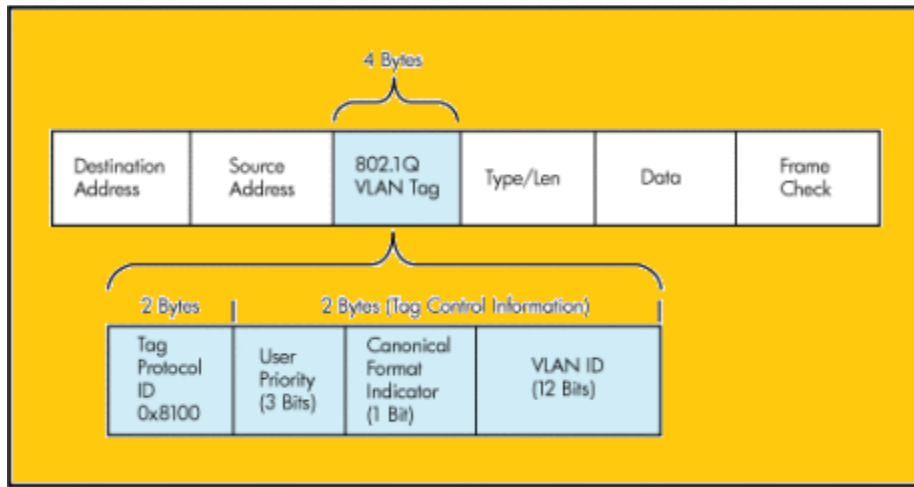 4 Bytes
Destination
Address
Source
Address
802.1Q
VLAN Tag
Type/Len
Data
Frame
Check
2 Bytes
2 Bytes (Tag Control Information)
Tag
Protocol
ID
0x8100
User
Priority
(3 Bits)
Canonical
Format
Indicator
(1 Bit)
VLAN ID
(12 Bits)